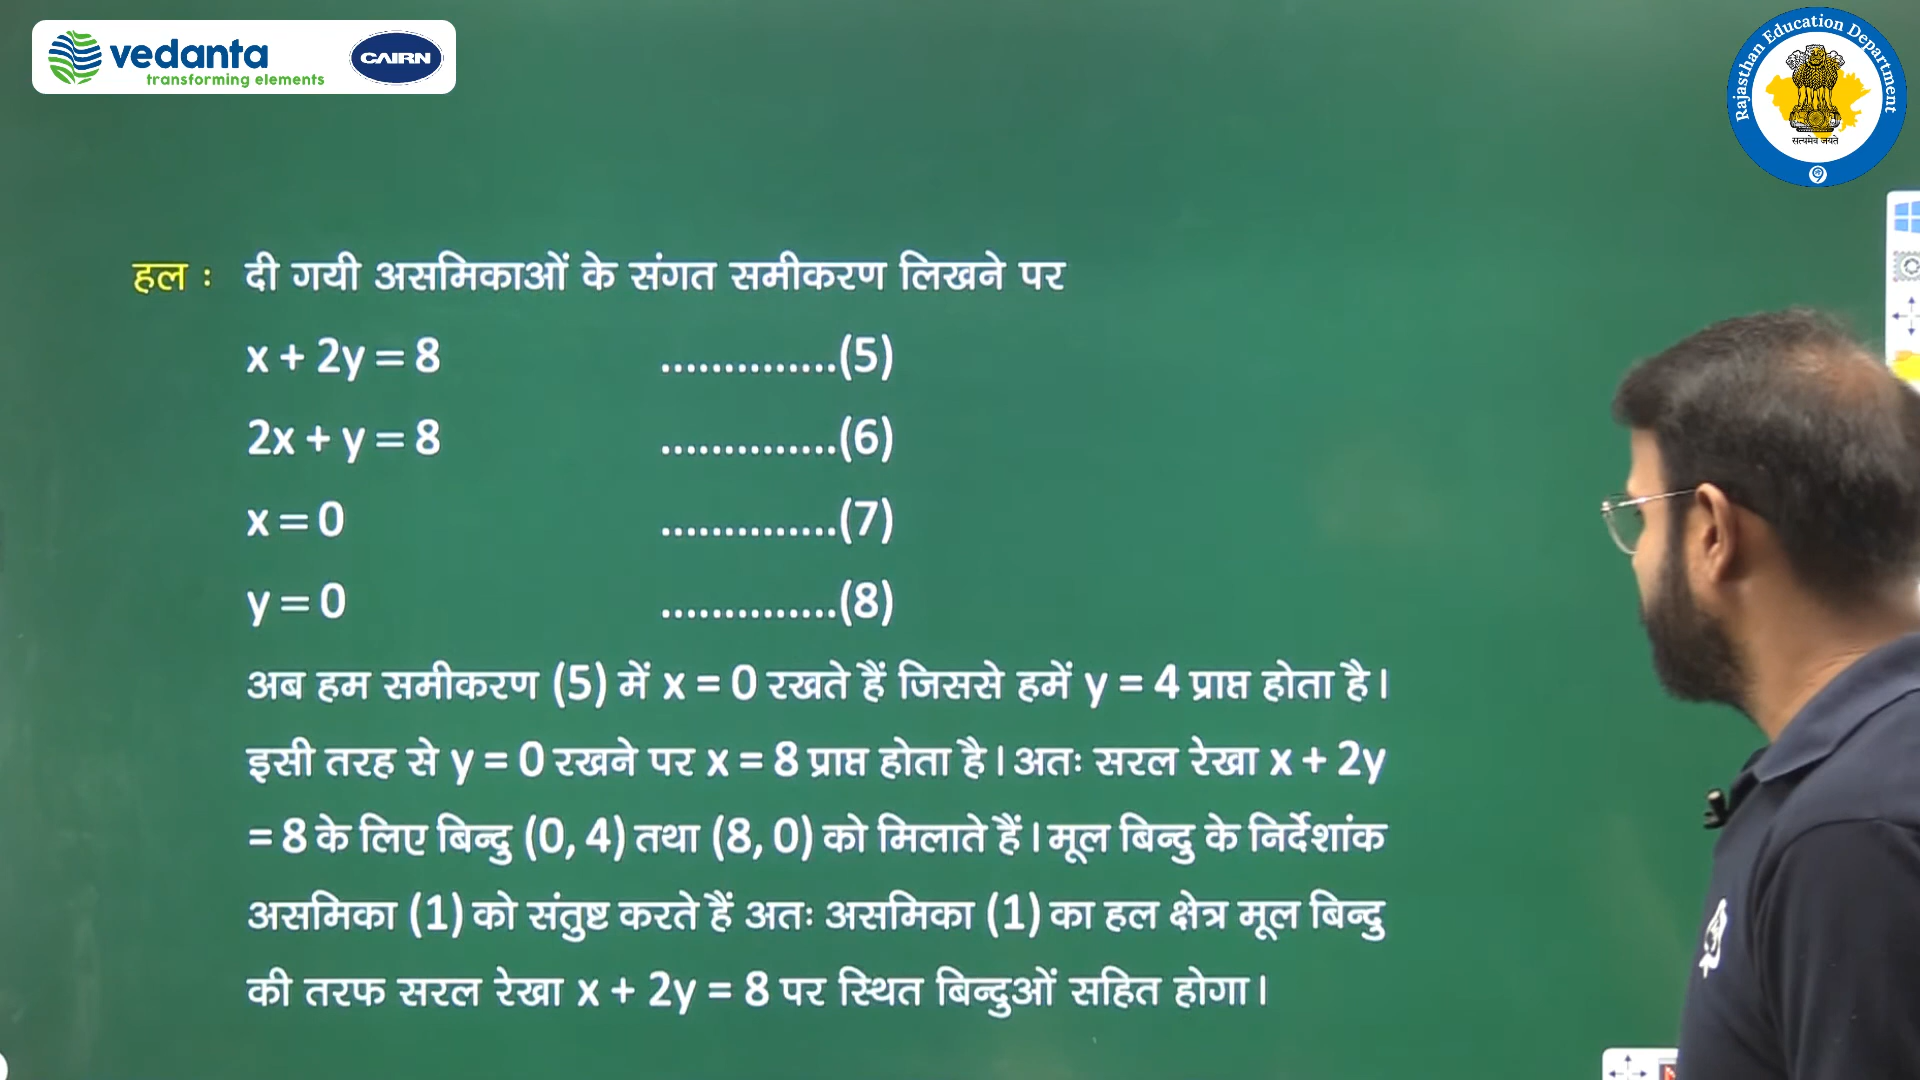 vedanta
transforming elements
CAIRN
Rajasthan Education Department
सत्यमेव जयते
हल : दी गयी असमिकाओं के संगत समीकरण लिखने पर
x + 2y = 8 ..............(5)
2x + y = 8 ..............(6)
x = 0 ..............(7)
y = 0 ..............(8)
अब हम समीकरण (5) में x = 0 रखते हैं जिससे हमें y = 4 प्राप्त होता है।
इसी तरह से y = 0 रखने पर x = 8 प्राप्त होता है। अतः सरल रेखा x + 2y
= 8 के लिए बिन्दु (0, 4) तथा (8, 0) को मिलाते हैं। मूल बिन्दु के निर्देशांक
असमिका (1) को संतुष्ट करते हैं अतः असमिका (1) का हल क्षेत्र मूल बिन्दु
की तरफ सरल रेखा x + 2y = 8 पर स्थित बिन्दुओं सहित होगा।